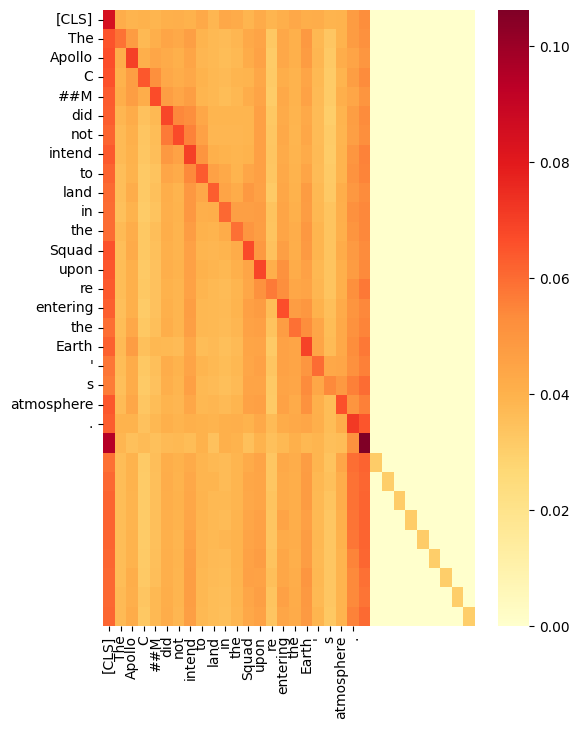 [CLS]
The
Apollo
C
##M
did
not
intend
to
land
in
the
Squad
upon
re
entering
the
Earth
'
s
atmosphere
.
0.10
0.08
0.06
0.04
0.02
0.00
[CLS]
The
Apollo
C
##M
did
not
intend
to
land
in
the
Squad
upon
re
entering
the
Earth
'
s
atmosphere
.